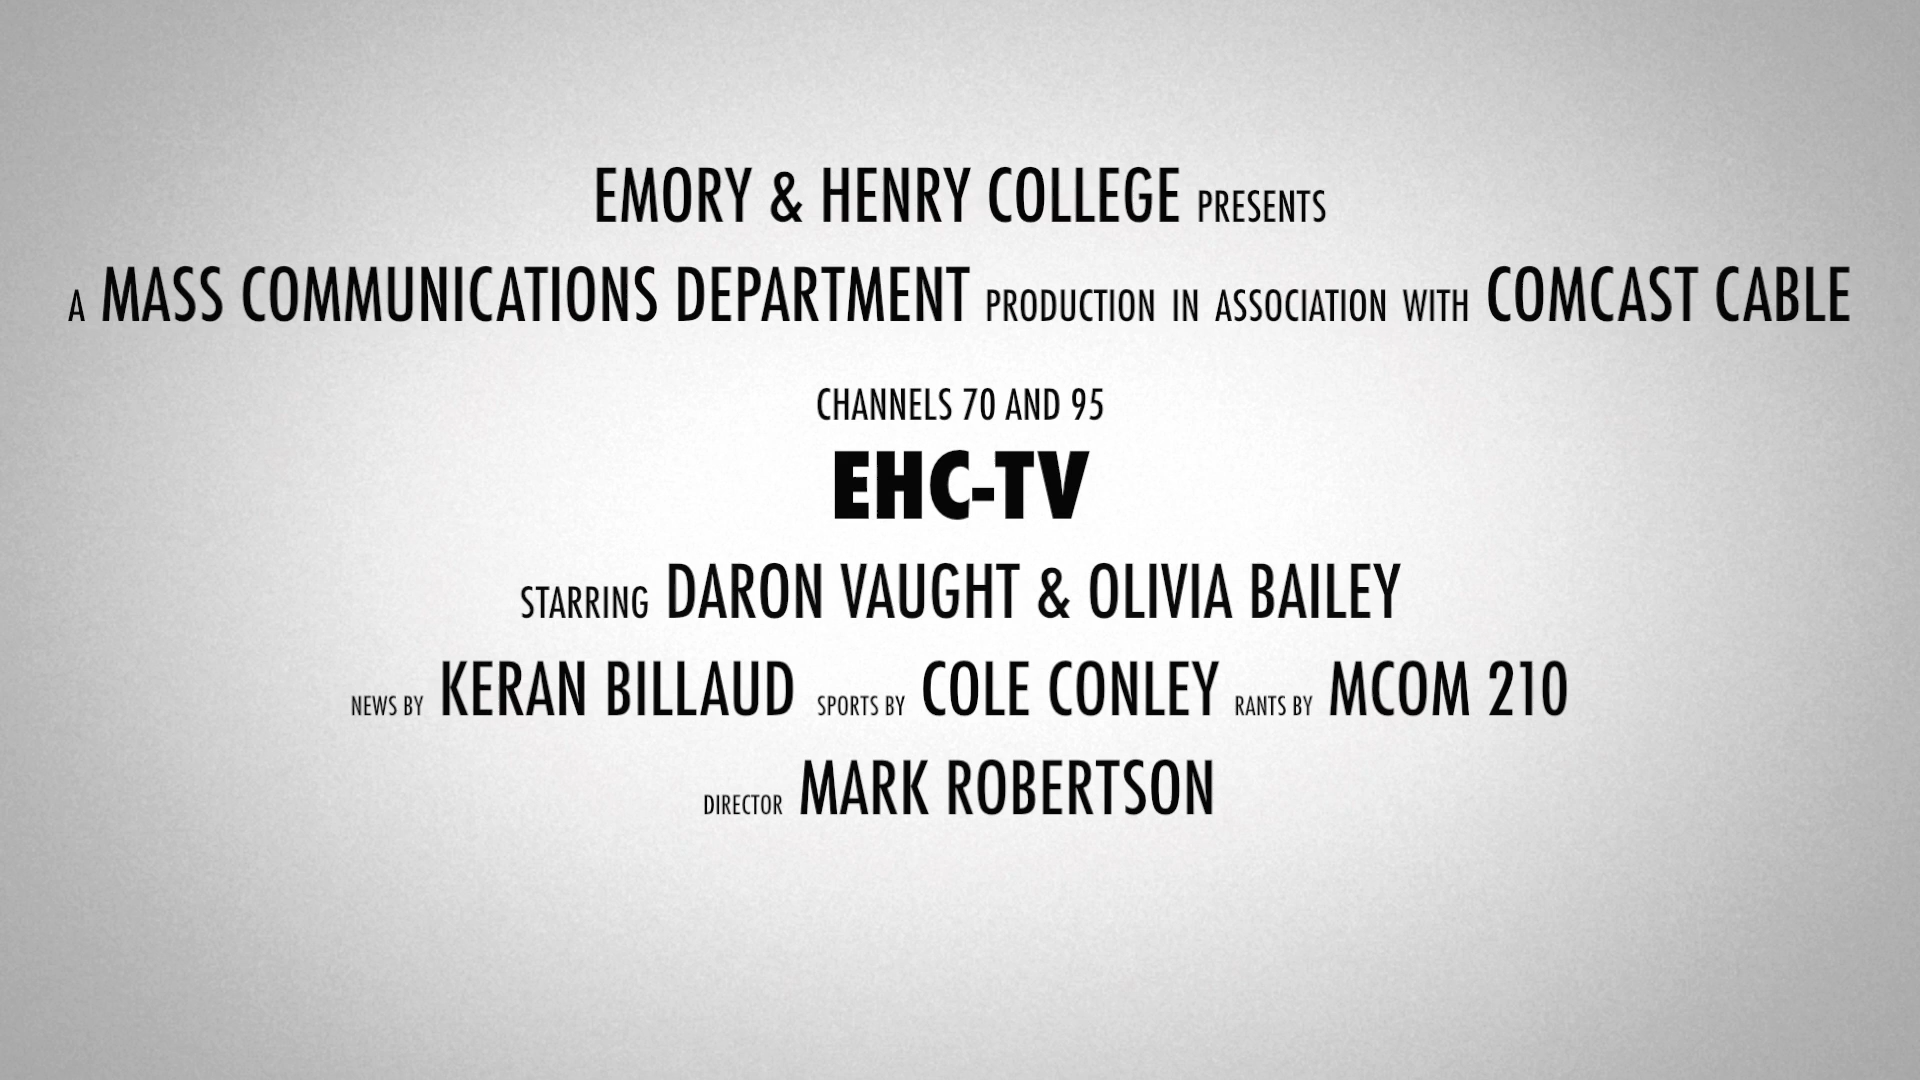 EMORY & HENRY COLLEGE PRESENTS
A MASS COMMUNICATIONS DEPARTMENT PRODUCTION IN ASSOCIATION WITH COMCAST CABLE
CHANNELS 70 AND 95
EHC-TV
STARRING DARON VAUGHT & OLIVIA BAILEY
NEWS BY KERAN BILLAUD SPORTS BY COLE CONLEY RANTS BY MCOM 210
DIRECTOR MARK ROBERTSON